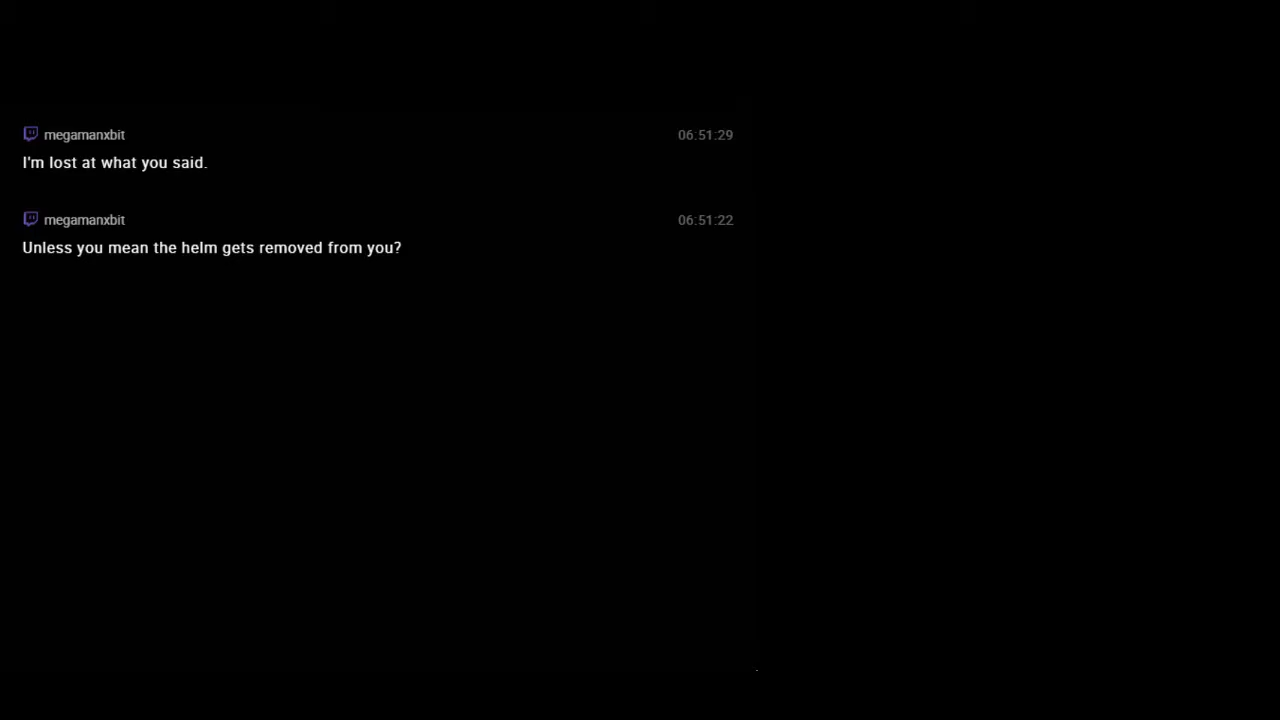 megamanxbit 06:51:29
I'm lost at what you said.
megamanxbit 06:51:22
Unless you mean the helm gets removed from you?